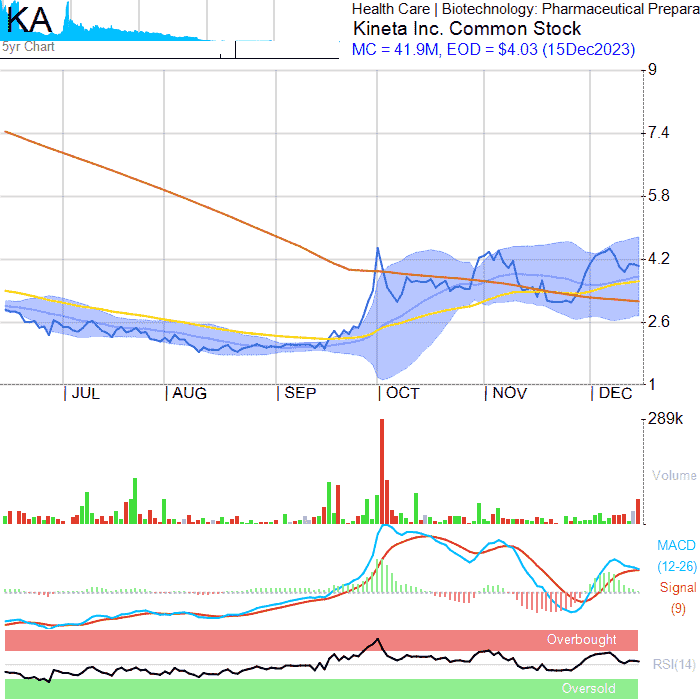 KA
5yr Chart
Health Care | Biotechnology: Pharmaceutical Prepara
Kineta Inc. Common Stock
MC = 41.9M, EOD = $4.03 (15Dec2023)
9
7.4
5.8
4.2
2.6
1
| JUL | AUG | SEP | OCT | NOV | DEC
289k
Volume
MACD
(12-26)
Signal
(9)
Overbought
RSI(14)
Oversold